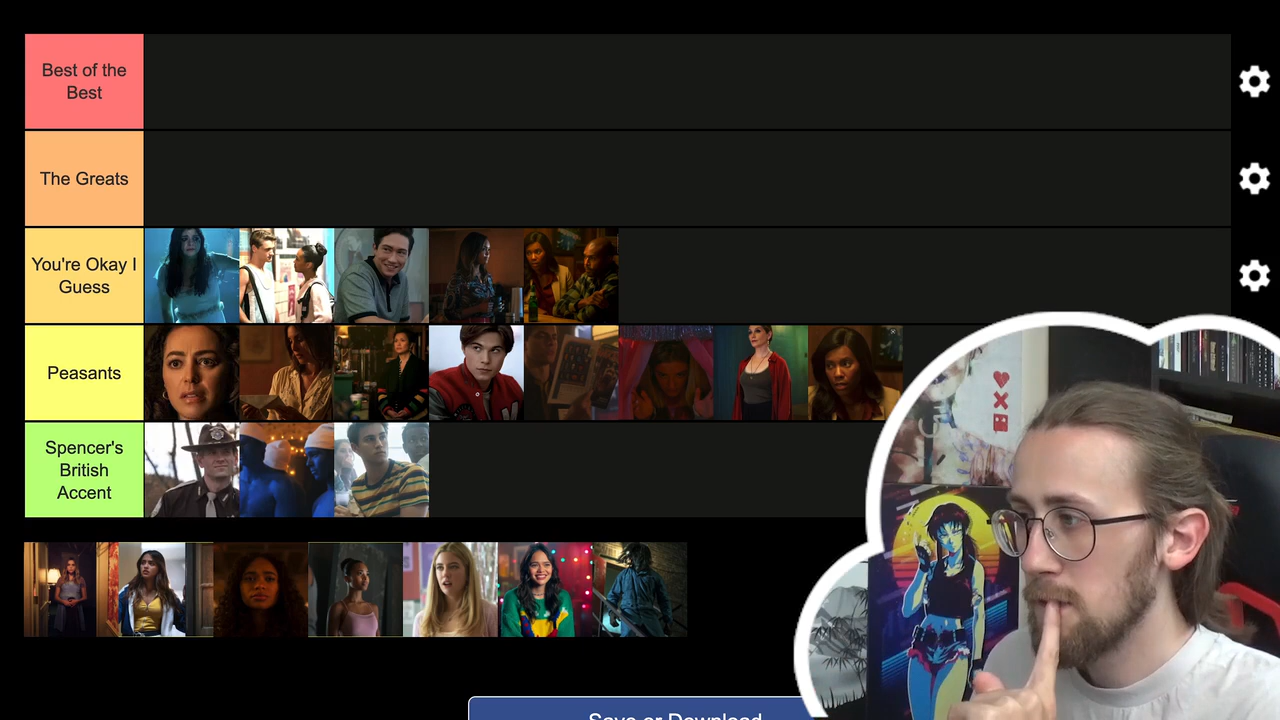 Best of the
Best
The Greats
You're Okay I
Guess
Peasants
Spencer's
British
Accent
Save or Download